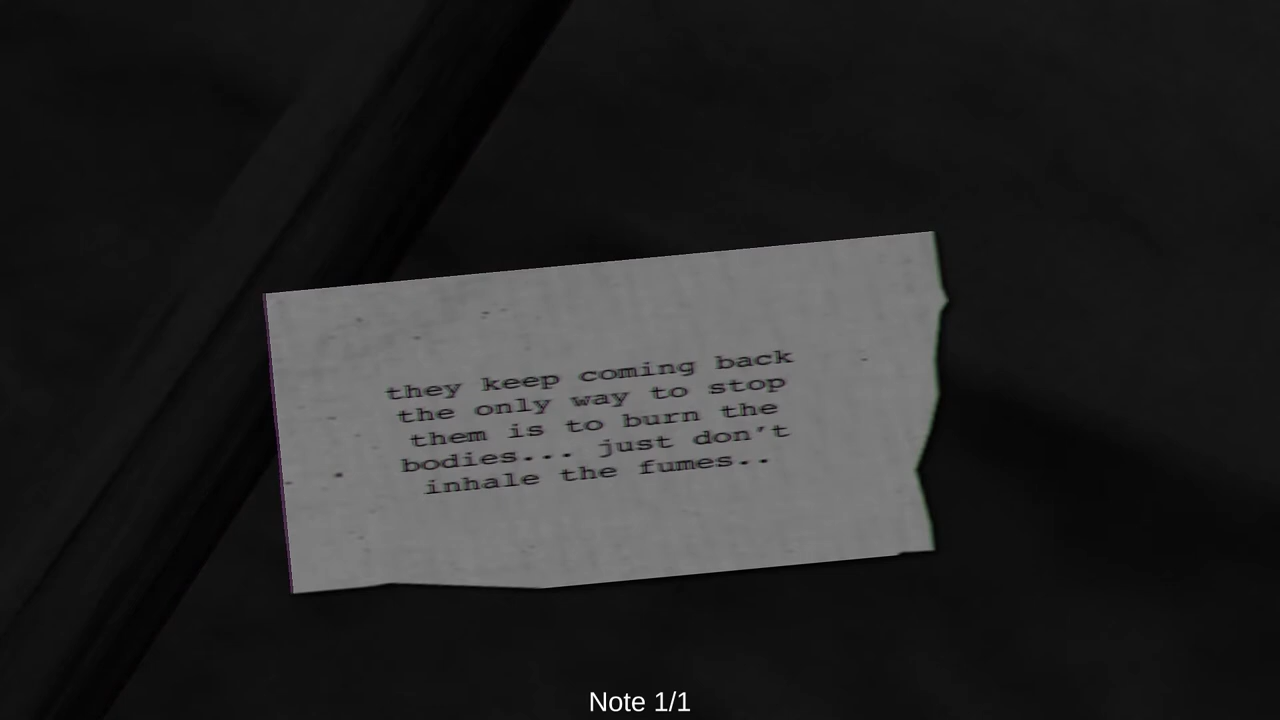 they keep coming back
the only way to stop
them is to burn the
bodies... just don't
inhale the fumes..
Note 1/1